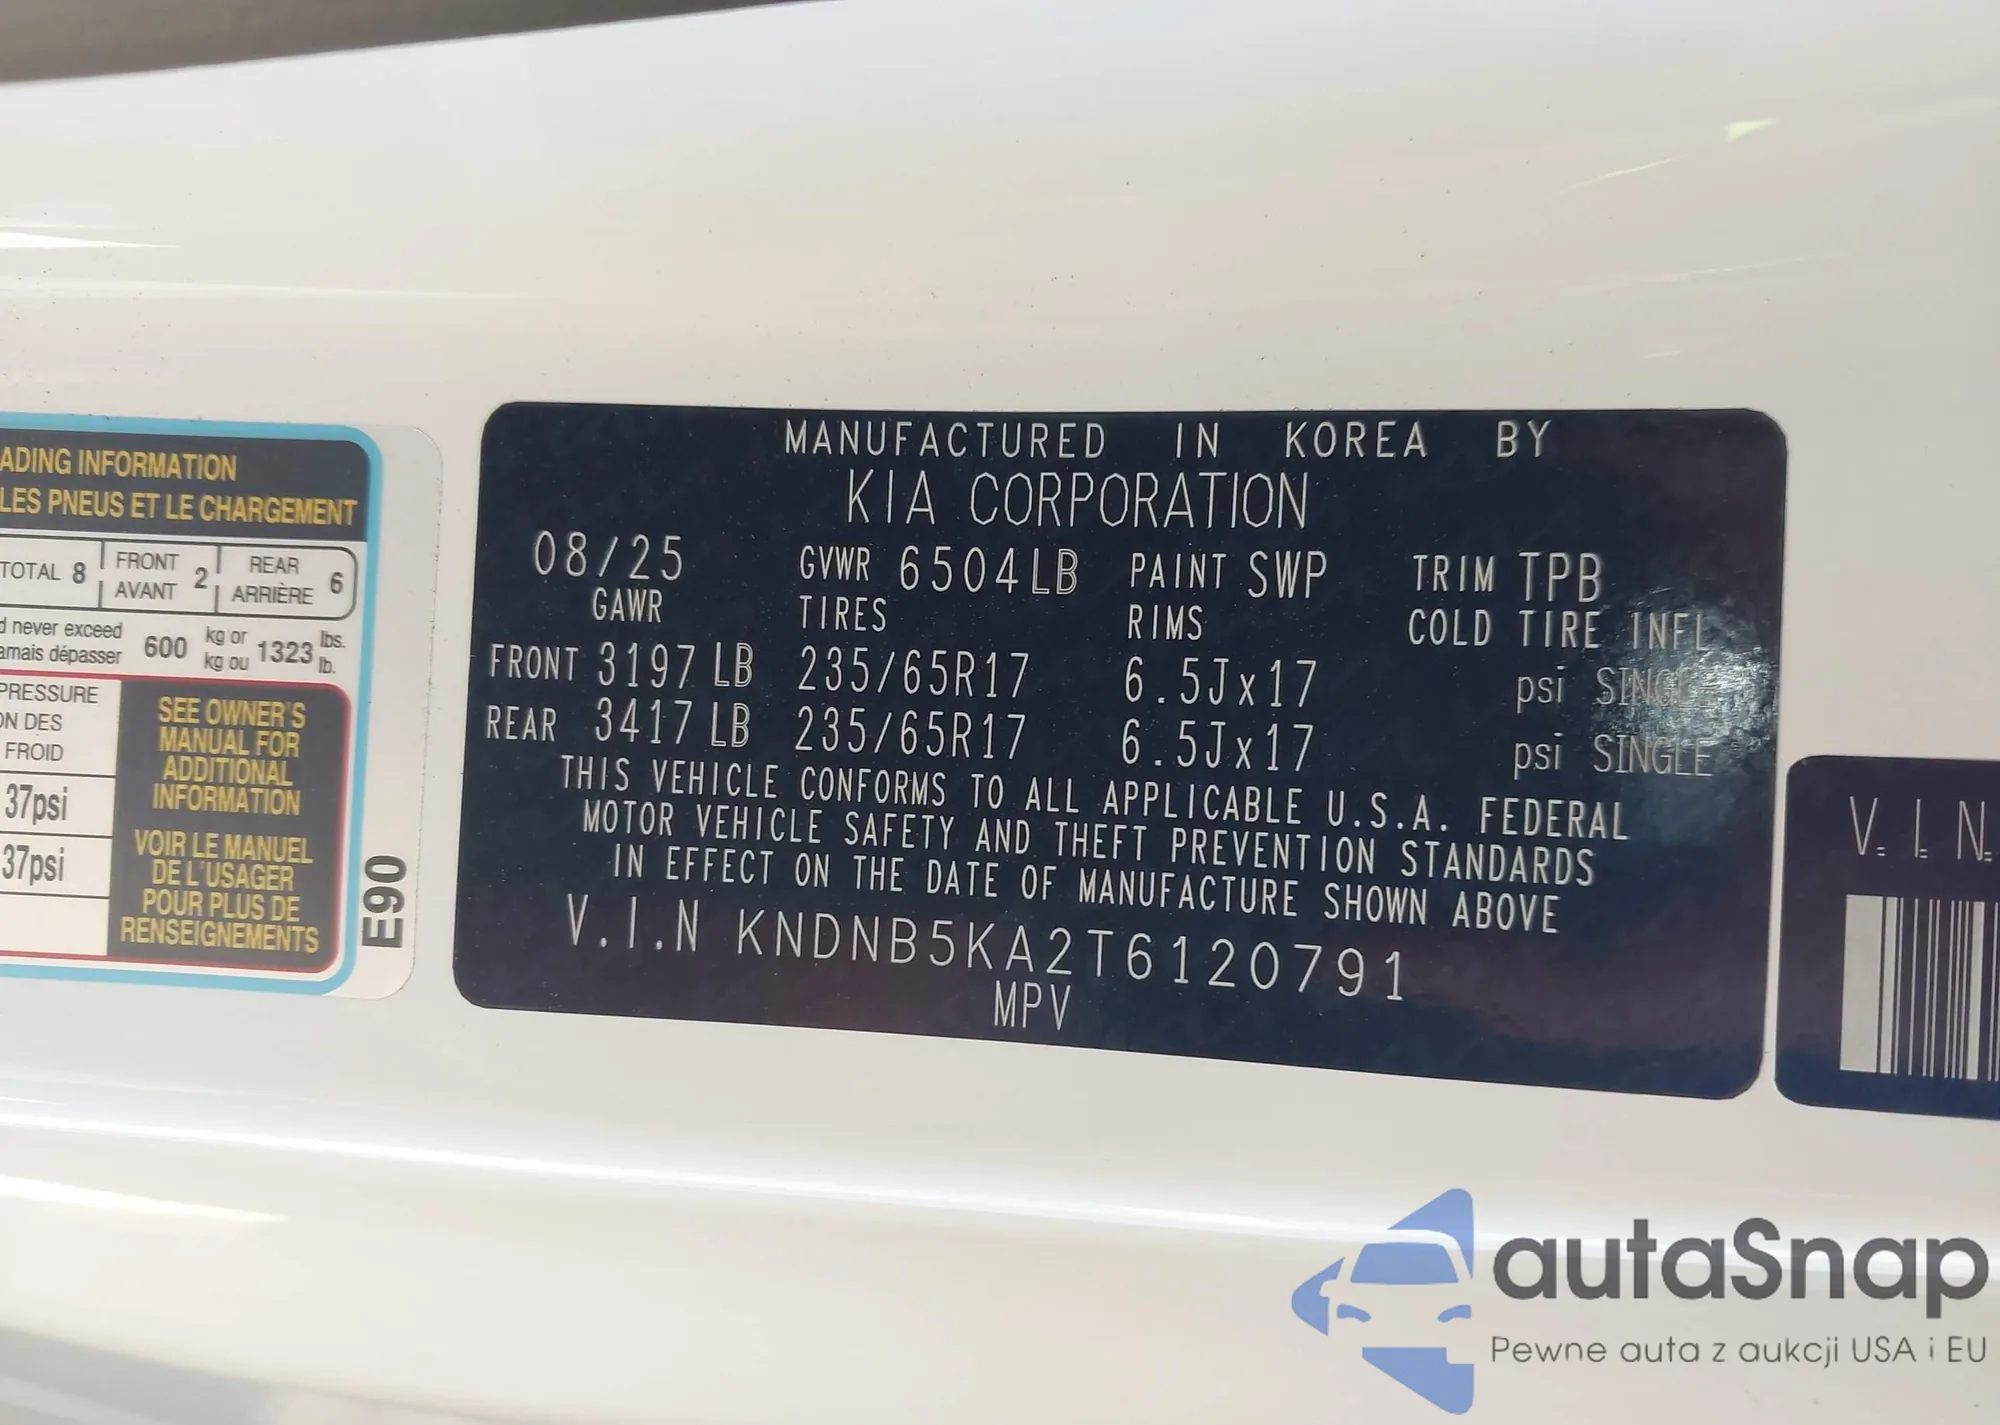 ADING INFORMATION
LES PNEUS ET LE CHARGEMENT
TOTAL 8
FRONT
AVANT 2
REAR
ARRIÈRE 6
d never exceed
amais dépasser
600
kg or
kg ou
1323
lbs.
lb.
PRESSURE
ON DES
FROID
37psi
37psi
SEE OWNER'S
MANUAL FOR
ADDITIONAL
INFORMATION
VOIR LE MANUEL
DE L'USAGER
POUR PLUS DE
RENSEIGNEMENTS
E90
MANUFACTURED IN KOREA BY
KIA CORPORATION
08/25 GVWR 6504LB PAINT SWP TRIM TPB
GAWR TIRES RIMS COLD TIRE INFL
FRONT 3197 LB 235/65R17 6.5Jx17 psi SINGLE
REAR 3417 LB 235/65R17 6.5Jx17 psi SINGLE
THIS VEHICLE CONFORMS TO ALL APPLICABLE U.S.A. FEDERAL
MOTOR VEHICLE SAFETY AND THEFT PREVENTION STANDARDS
IN EFFECT ON THE DATE OF MANUFACTURE SHOWN ABOVE
V.I.N KNDNB5KA2T6120791
MPV
V.I.N.
autaSnap
Pewne auta z aukcji USA i EU